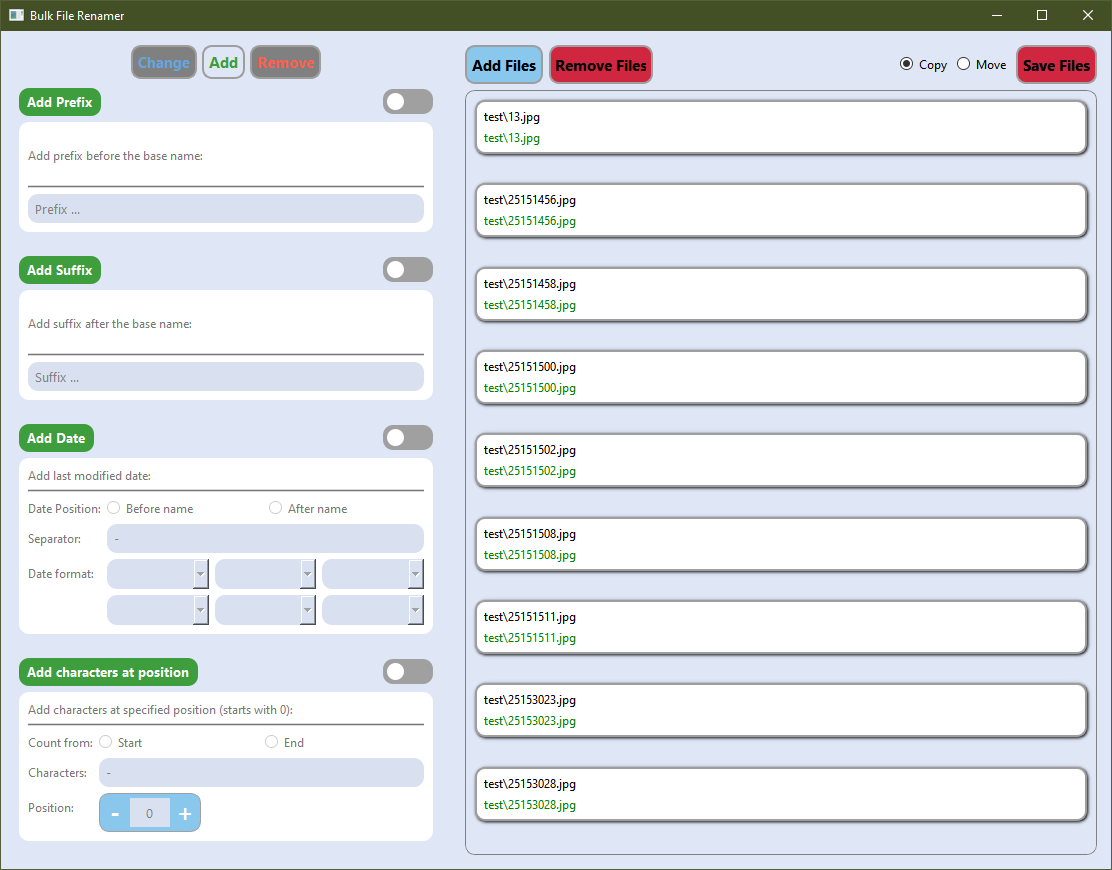 Bulk File Renamer
Change Add Remove
Add Prefix
Add prefix before the base name:
Prefix ...
Add Suffix
Add suffix after the base name:
Suffix ...
Add Date
Add last modified date:
Date Position: Before name After name
Separator: -
Date format:
Add characters at position
Add characters at specified position (starts with 0):
Count from: Start End
Characters: -
Position: - 0 +
Add Files Remove Files Copy Move Save Files
test\13.jpg
test\13.jpg
test\25151456.jpg
test\25151456.jpg
test\25151458.jpg
test\25151458.jpg
test\25151500.jpg
test\25151500.jpg
test\25151502.jpg
test\25151502.jpg
test\25151508.jpg
test\25151508.jpg
test\25151511.jpg
test\25151511.jpg
test\25153023.jpg
test\25153023.jpg
test\25153028.jpg
test\25153028.jpg